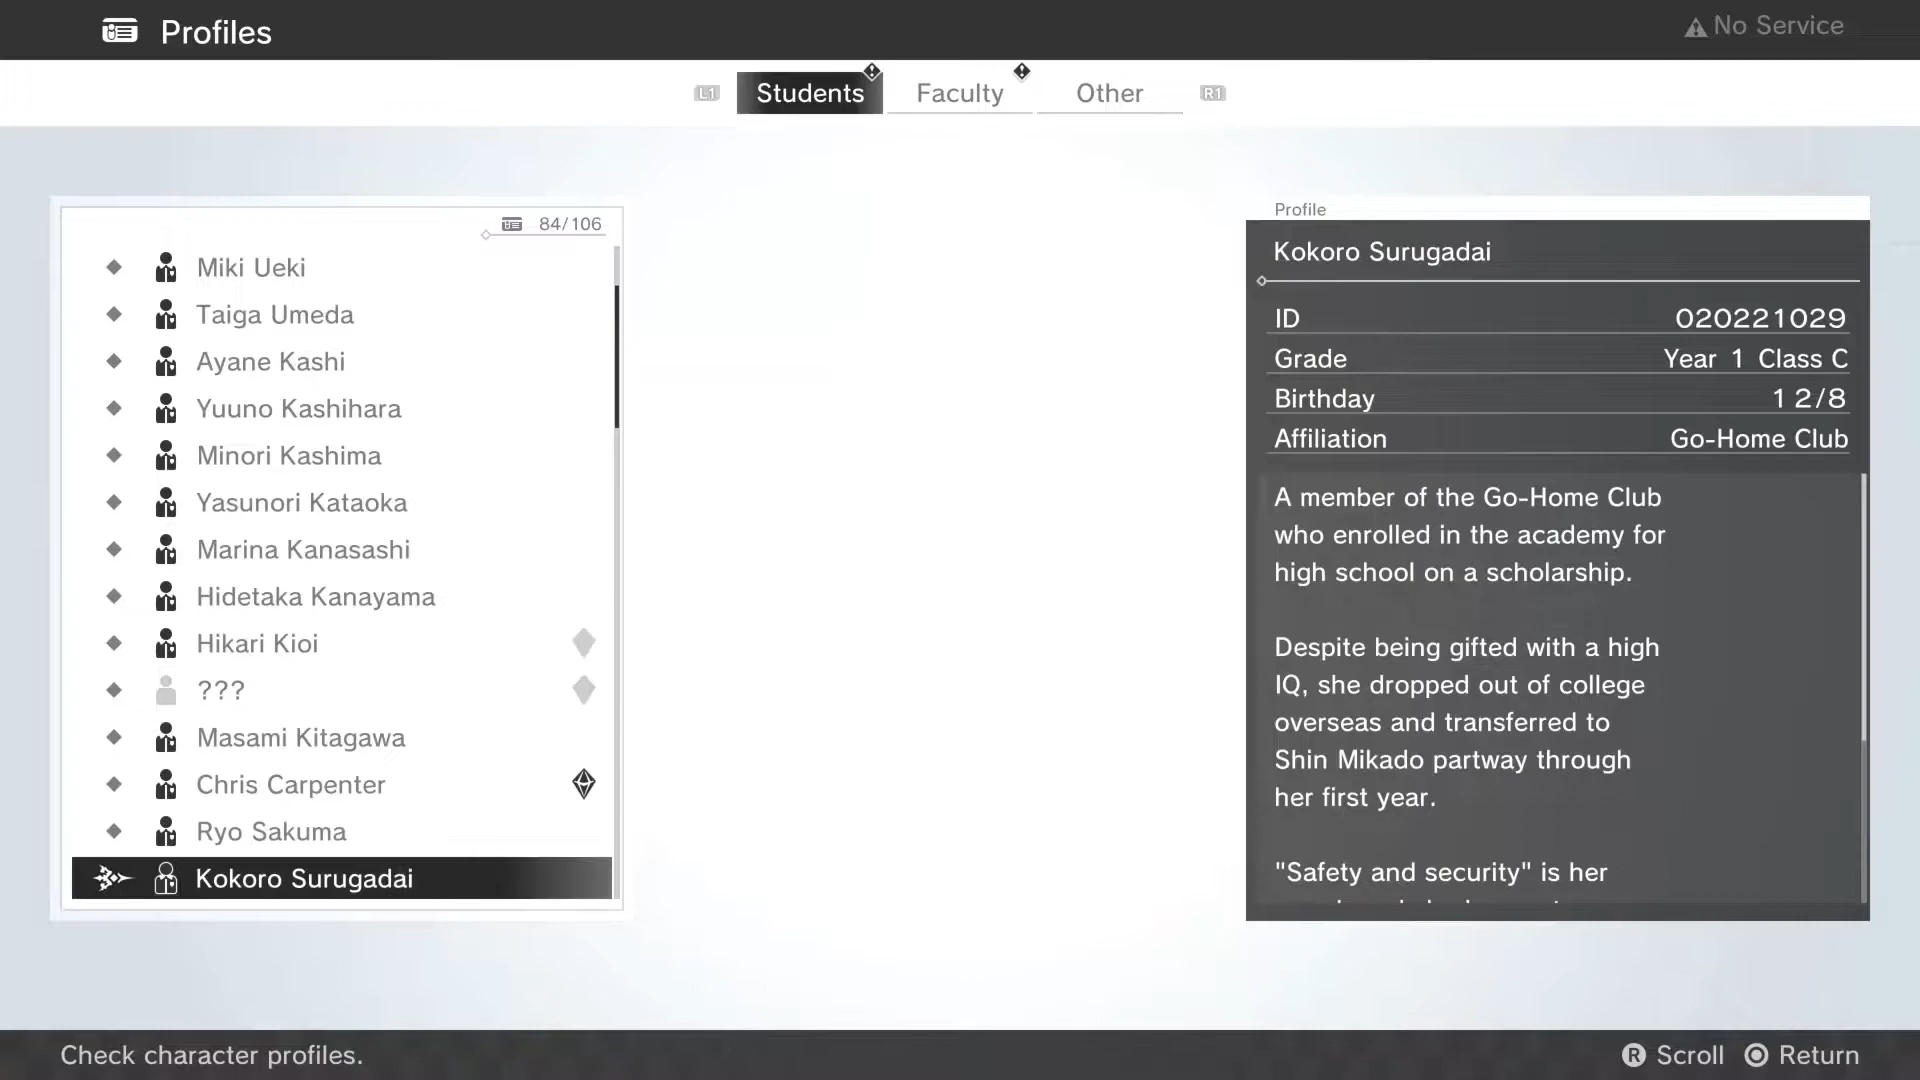 Profiles
No Service
L1
Students
Faculty
Other
R1
84/106
Miki Ueki
Taiga Umeda
Ayane Kashi
Yuuno Kashihara
Minori Kashima
Yasunori Kataoka
Marina Kanasashi
Hidetaka Kanayama
Hikari Kioi
???
Masami Kitagawa
Chris Carpenter
Ryo Sakuma
Kokoro Surugadai
Profile
Kokoro Surugadai
ID 020221029
Grade Year 1 Class C
Birthday 12/8
Affiliation Go-Home Club
A member of the Go-Home Club
who enrolled in the academy for
high school on a scholarship.
Despite being gifted with a high
IQ, she dropped out of college
overseas and transferred to
Shin Mikado partway through
her first year.
"Safety and security" is her
Check character profiles.
R Scroll
Return